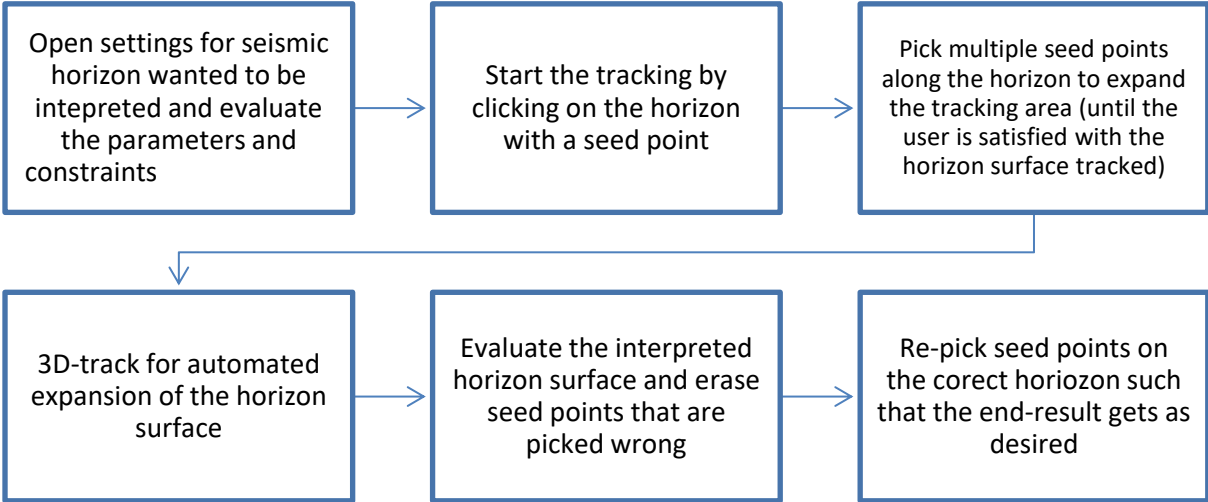 Open settings for seismic
horizon wanted to be
intepreted and evaluate
the parameters and
constraints
Start the tracking by
clicking on the horizon
with a seed point
Pick multiple seed points
along the horizon to expand
the tracking area (until the
user is satisfied with the
horizon surface tracked)
3D-track for automated
expansion of the horizon
surface
Evaluate the interpreted
horizon surface and erase
seed points that are
picked wrong
Re-pick seed points on
the corect horiozon such
that the end-result gets as
desired